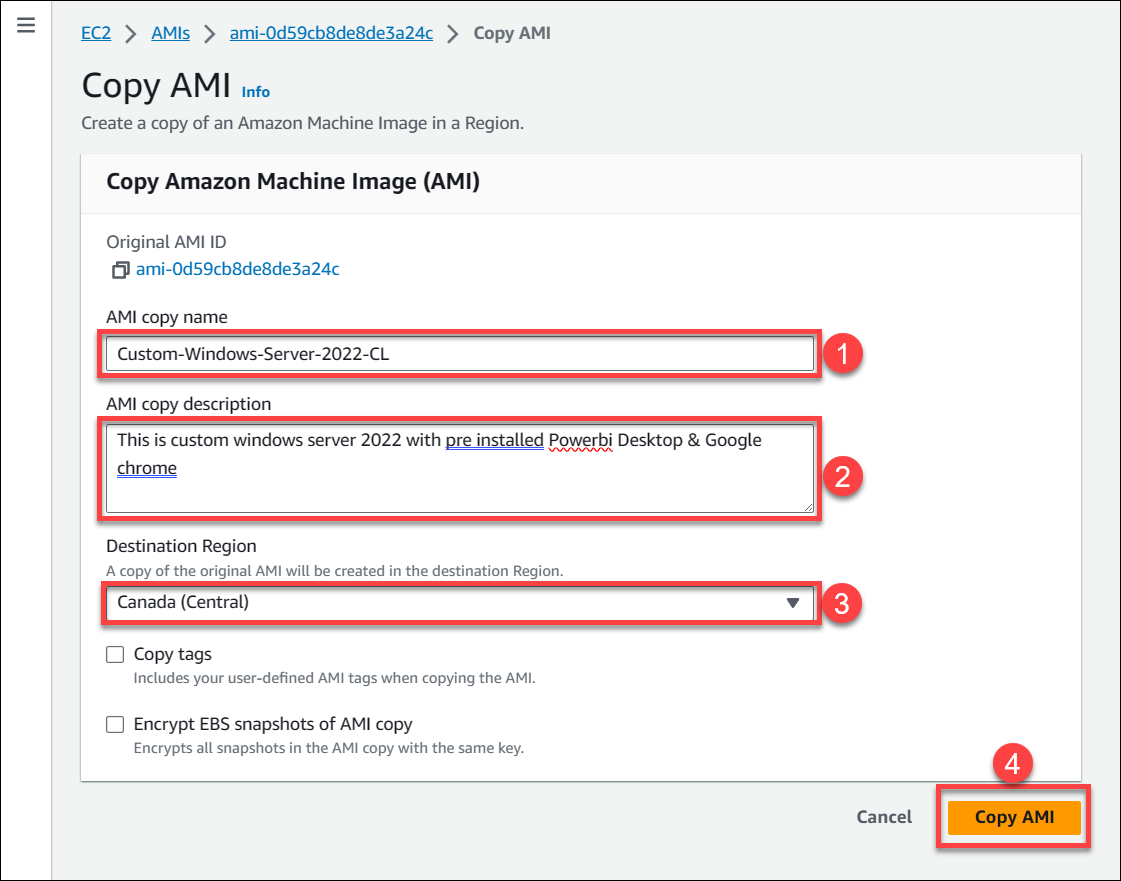 EC2 > AMIs > ami-0d59cb8de8de3a24c > Copy AMI
Copy AMI Info
Create a copy of an Amazon Machine Image in a Region.
Copy Amazon Machine Image (AMI)
Original AMI ID
ami-0d59cb8de8de3a24c
AMI copy name
Custom-Windows-Server-2022-CL
1
AMI copy description
This is custom windows server 2022 with pre installed Powerbi Desktop & Google
chrome
2
Destination Region
A copy of the original AMI will be created in the destination Region.
Canada (Central)
3
Copy tags
Includes your user-defined AMI tags when copying the AMI.
Encrypt EBS snapshots of AMI copy
Encrypts all snapshots in the AMI copy with the same key.
4
Cancel
Copy AMI